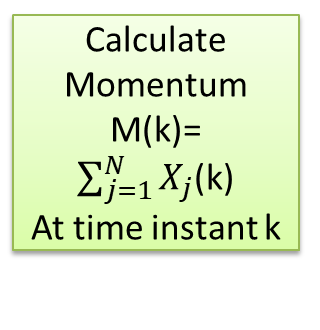 Calculate
Momentum
M(k)=
∑_{j=1}^{N} X_j(k)
At time instant k